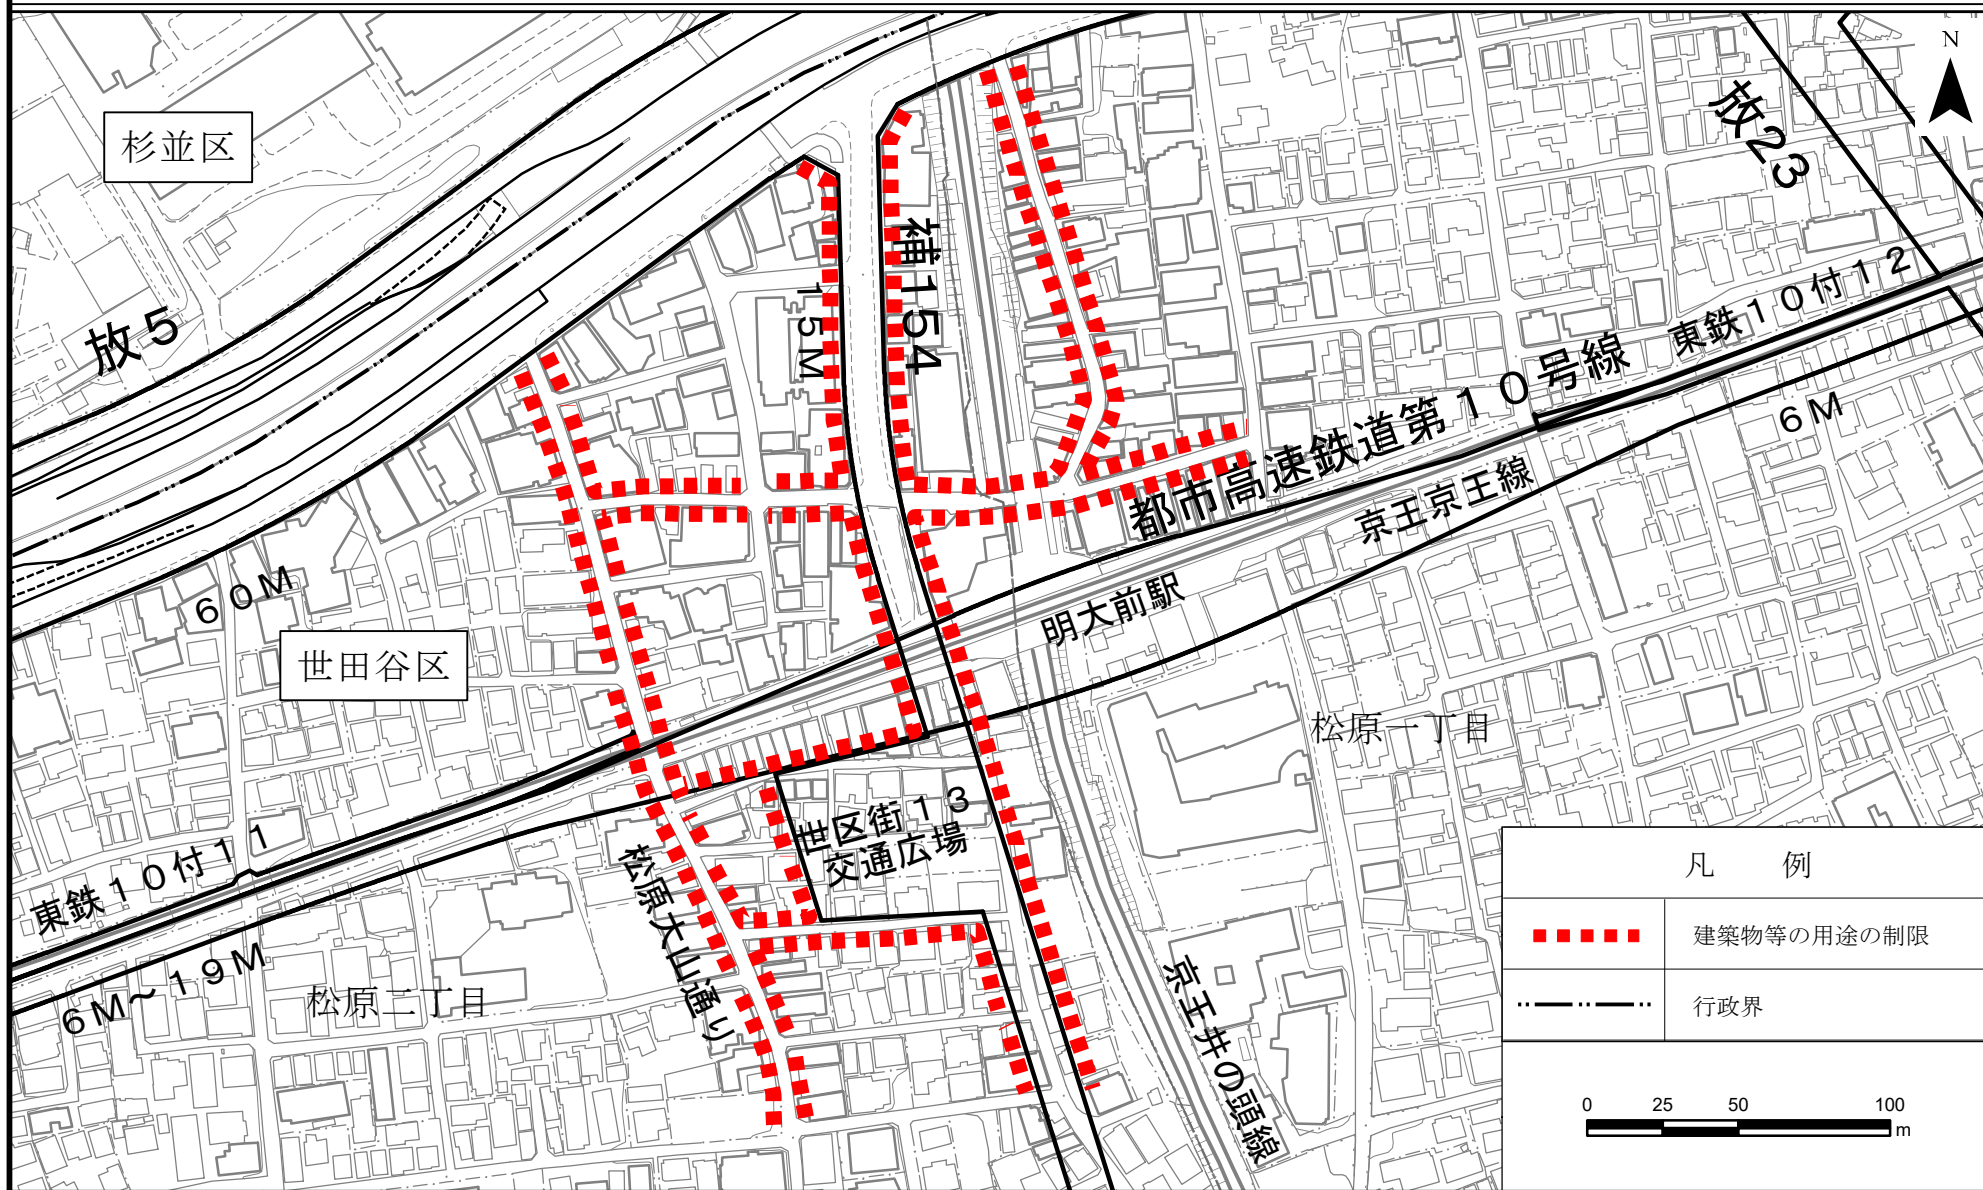 N
杉並区
放23
補154
15M
放5
東鉄10付12
都市高速鉄道第10号線
6M
京王京王線
60M
明大前駅
世田谷区
松原一丁目
世区街13
交通広場
松原大山通り
東鉄10付11
6M～19M
松原二丁目
京王井の頭線
凡　例
建築物等の用途の制限
行政界
0 25 50 100
m